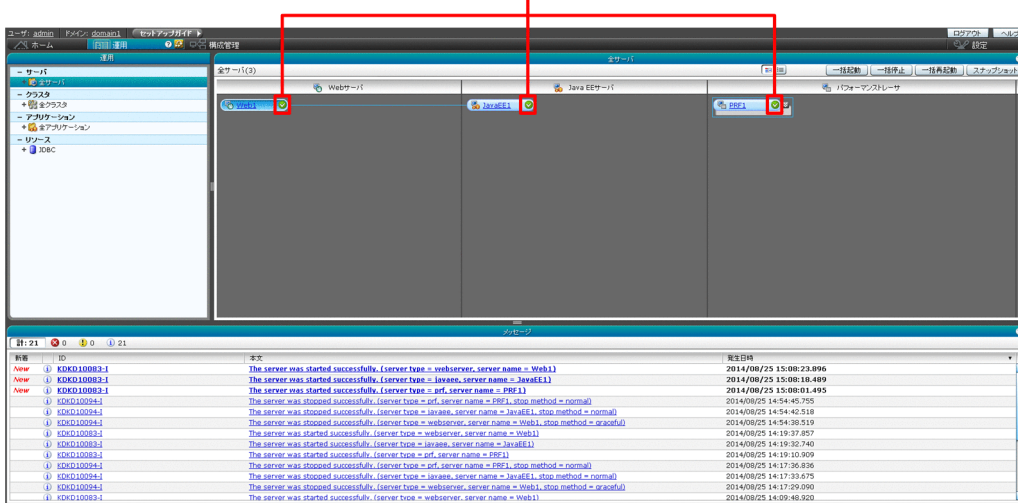 ユーザ: admin ドメイン: domain1 セットアップガイド ログアウト ヘルプ
ホーム 運用 構成管理 設定
運用 全サーバ
− サーバ
+ 全サーバ
− クラスタ
+ 全クラスタ
− アプリケーション
+ 全アプリケーション
− リソース
+ JDBC
全サーバ(3) 一括起動 一括停止 一括再起動 スナップショット
Webサーバ Java EEサーバ パフォーマンストレーサ
Web1 JavaEE1 PRF1
メッセージ
計: 21 0 0 21
新着 ID 本文 発生日時
New KDKD10083-I The server was started successfully. (server type = webserver, server name = Web1) 2014/08/25 15:08:23.896
New KDKD10083-I The server was started successfully. (server type = javaee, server name = JavaEE1) 2014/08/25 15:08:18.489
New KDKD10083-I The server was started successfully. (server type = prf, server name = PRF1) 2014/08/25 15:08:01.495
KDKD10094-I The server was stopped successfully. (server type = prf, server name = PRF1, stop method = normal) 2014/08/25 14:54:45.755
KDKD10094-I The server was stopped successfully. (server type = javaee, server name = JavaEE1, stop method = normal) 2014/08/25 14:54:42.518
KDKD10094-I The server was stopped successfully. (server type = webserver, server name = Web1, stop method = graceful) 2014/08/25 14:54:38.519
KDKD10083-I The server was started successfully. (server type = webserver, server name = Web1) 2014/08/25 14:19:37.857
KDKD10083-I The server was started successfully. (server type = javaee, server name = JavaEE1) 2014/08/25 14:19:32.740
KDKD10083-I The server was started successfully. (server type = prf, server name = PRF1) 2014/08/25 14:19:10.909
KDKD10094-I The server was stopped successfully. (server type = prf, server name = PRF1, stop method = normal) 2014/08/25 14:17:36.836
KDKD10094-I The server was stopped successfully. (server type = javaee, server name = JavaEE1, stop method = normal) 2014/08/25 14:17:33.675
KDKD10094-I The server was stopped successfully. (server type = webserver, server name = Web1, stop method = graceful) 2014/08/25 14:17:29.090
KDKD10083-I The server was started successfully. (server type = webserver, server name = Web1) 2014/08/25 14:09:48.920